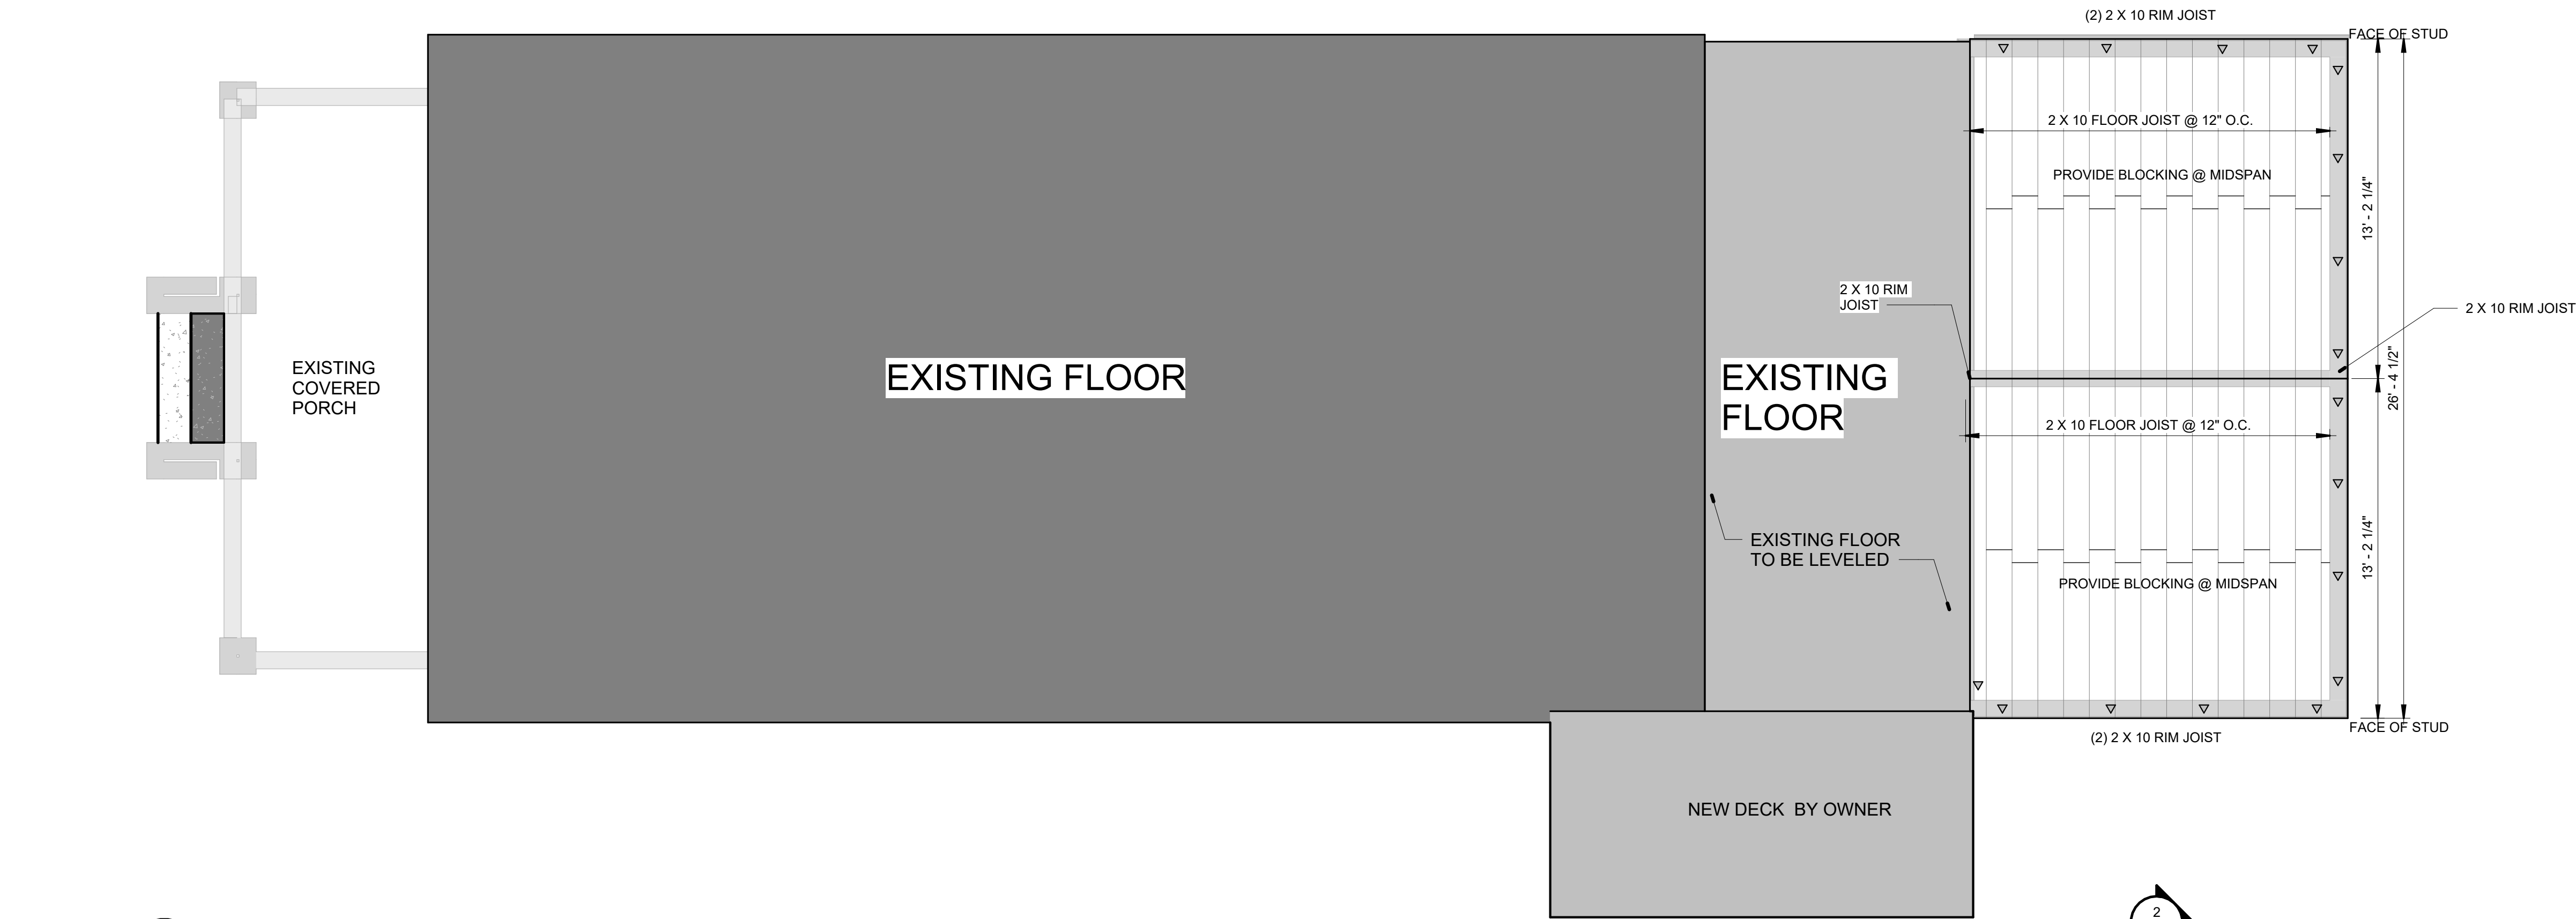 (2) 2 X 10 RIM JOIST
FACE OF STUD
2 X 10 FLOOR JOIST @ 12" O.C.
PROVIDE BLOCKING @ MIDSPAN
13' - 2 1/4"
2 X 10 RIM
JOIST
2 X 10 RIM JOIST
26' - 4 1/2"
EXISTING
COVERED
PORCH
EXISTING FLOOR
EXISTING
FLOOR
2 X 10 FLOOR JOIST @ 12" O.C.
EXISTING FLOOR
TO BE LEVELED
13' - 2 1/4"
PROVIDE BLOCKING @ MIDSPAN
FACE OF STUD
(2) 2 X 10 RIM JOIST
NEW DECK BY OWNER
2